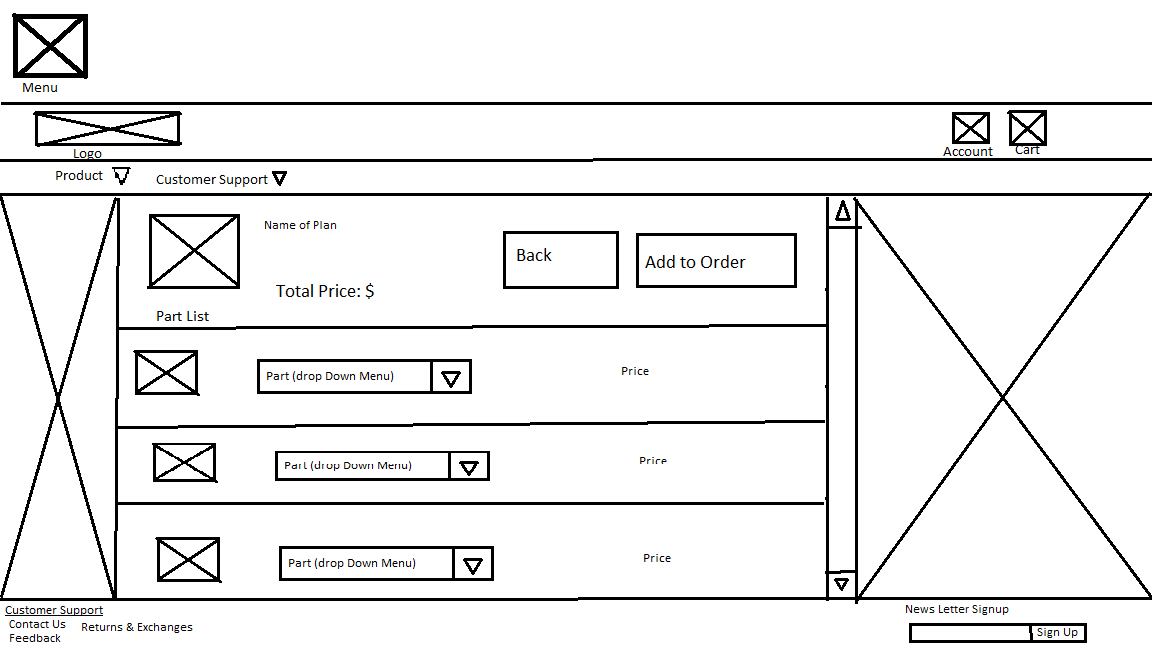 Menu
Logo
Account
Cart
Product
Customer Support
Name of Plan
Back
Add to Order
Total Price: $
Part List
Part (drop Down Menu)
Price
Part (drop Down Menu)
Price
Part (drop Down Menu)
Price
Customer Support
Contact Us
Returns & Exchanges
Feedback
News Letter Signup
Sign Up